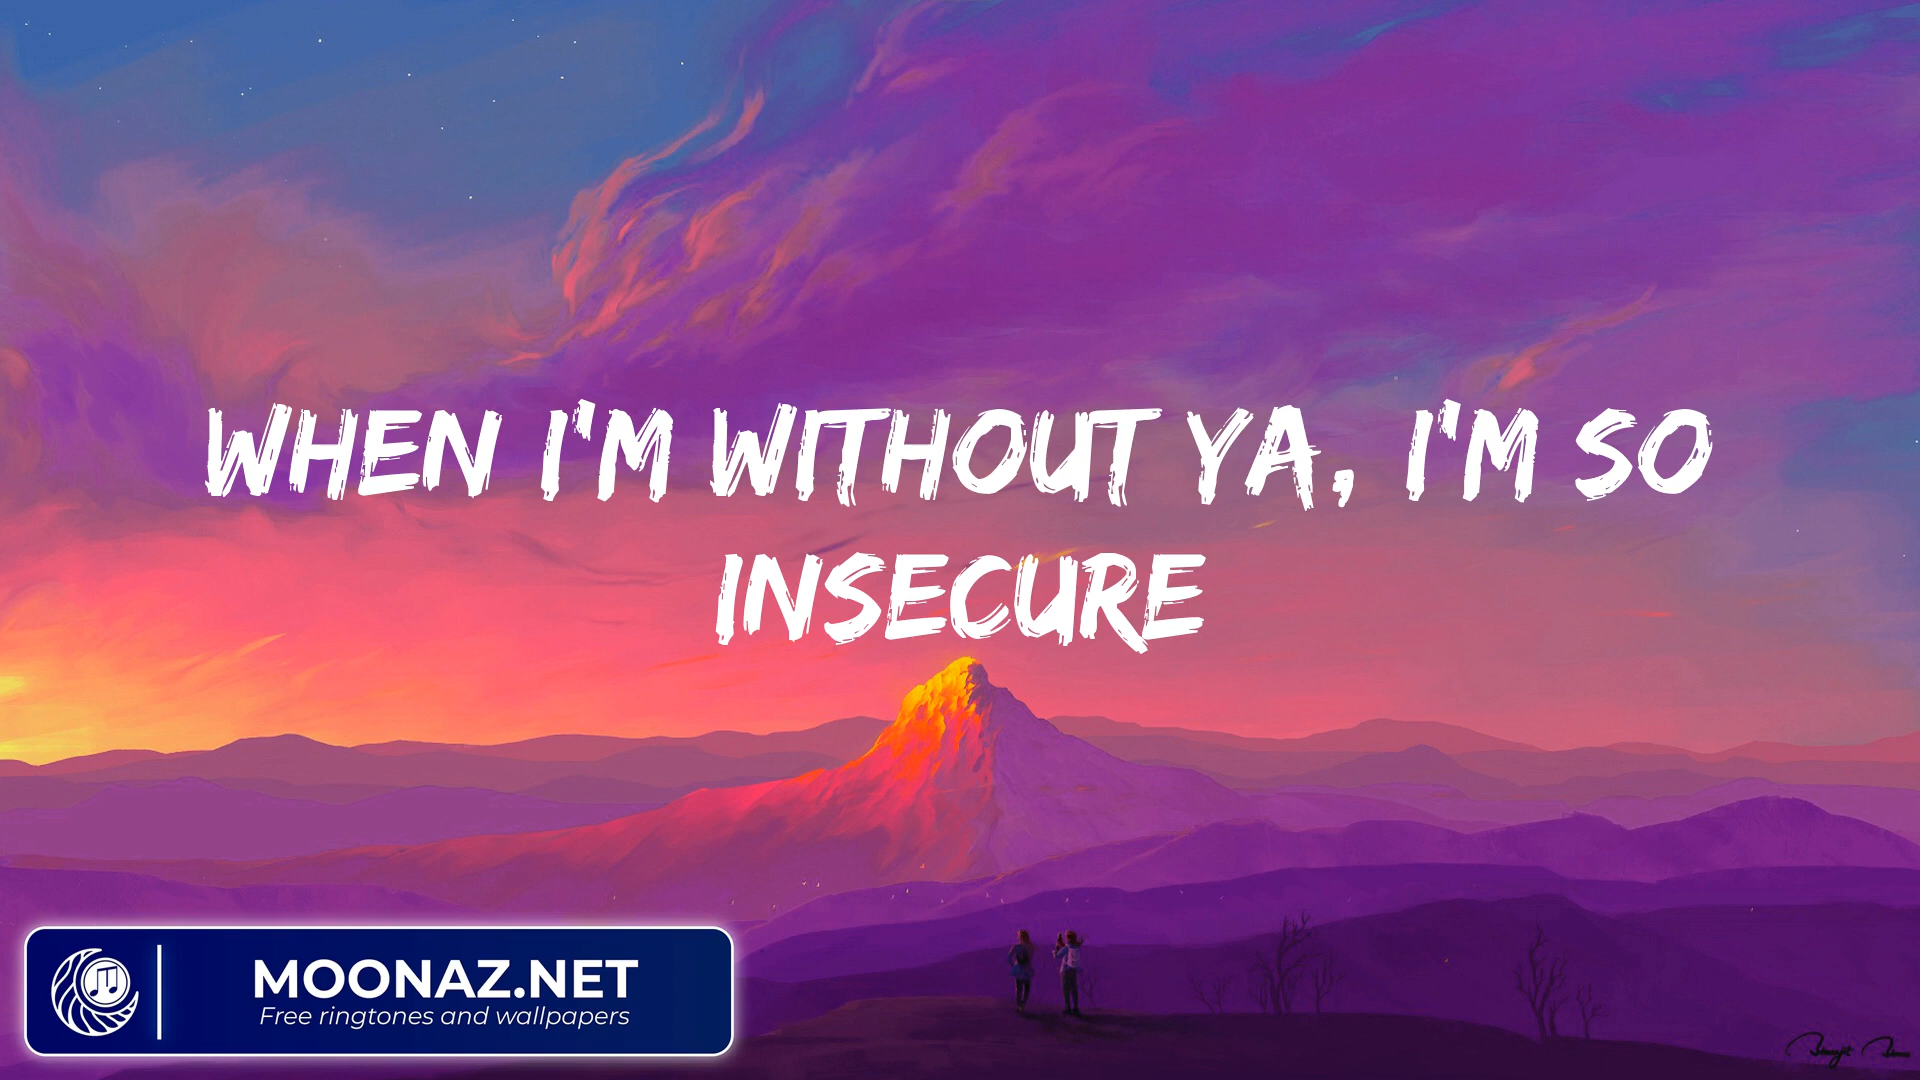 WHEN I'M WITHOUT YA, I'M SO
INSECURE
MOONAZ.NET
Free ringtones and wallpapers